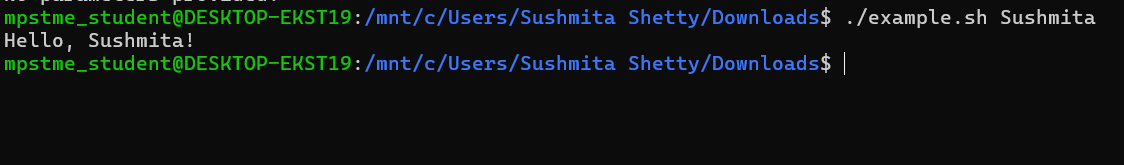 mpstme_student@DESKTOP-EKST19:/mnt/c/Users/Sushmita Shetty/Downloads$ ./example.sh Sushmita
Hello, Sushmita!
mpstme_student@DESKTOP-EKST19:/mnt/c/Users/Sushmita Shetty/Downloads$